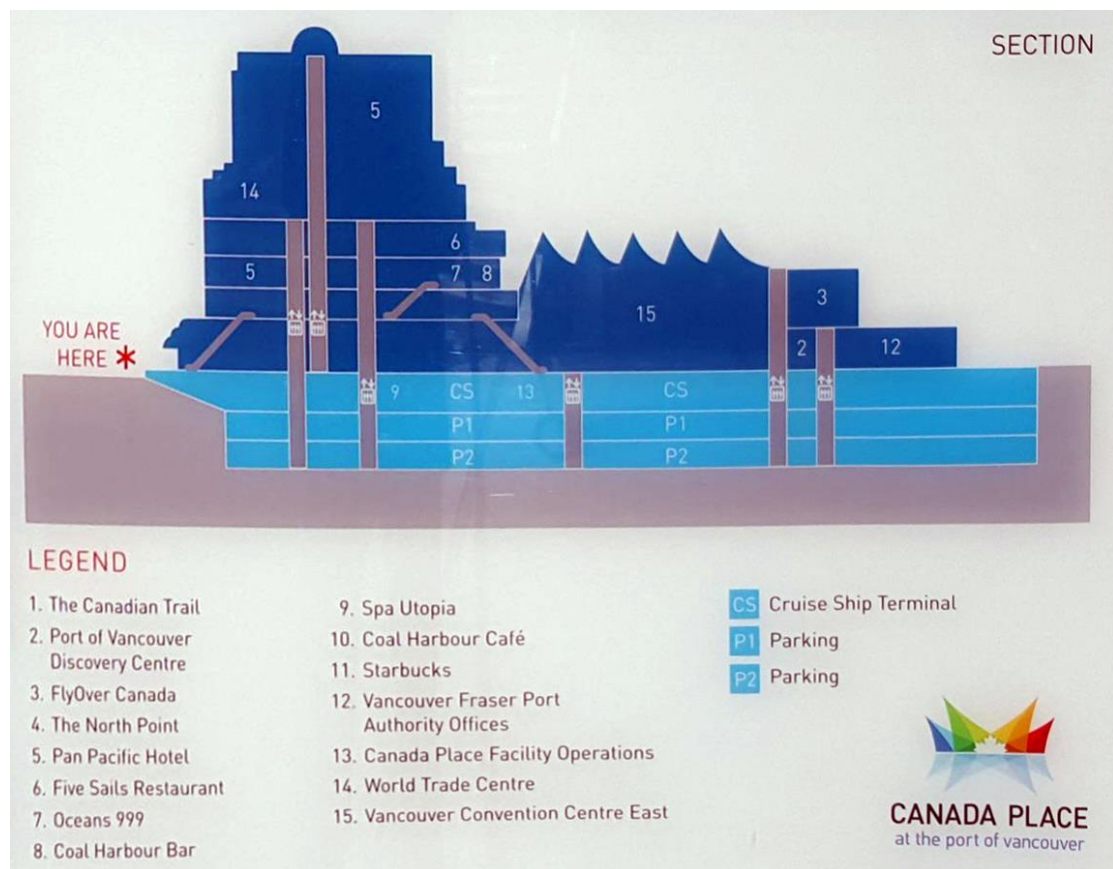 SECTION
5
14
6
5
7
8
3
15
YOU ARE
HERE *
2
12
9
CS
13
CS
P1
P1
P2
P2
LEGEND
1. The Canadian Trail
2. Port of Vancouver
Discovery Centre
3. FlyOver Canada
4. The North Point
5. Pan Pacific Hotel
6. Five Sails Restaurant
7. Oceans 999
8. Coal Harbour Bar
9. Spa Utopia
10. Coal Harbour Café
11. Starbucks
12. Vancouver Fraser Port
Authority Offices
13. Canada Place Facility Operations
14. World Trade Centre
15. Vancouver Convention Centre East
CS Cruise Ship Terminal
P1 Parking
P2 Parking
CANADA PLACE
at the port of vancouver